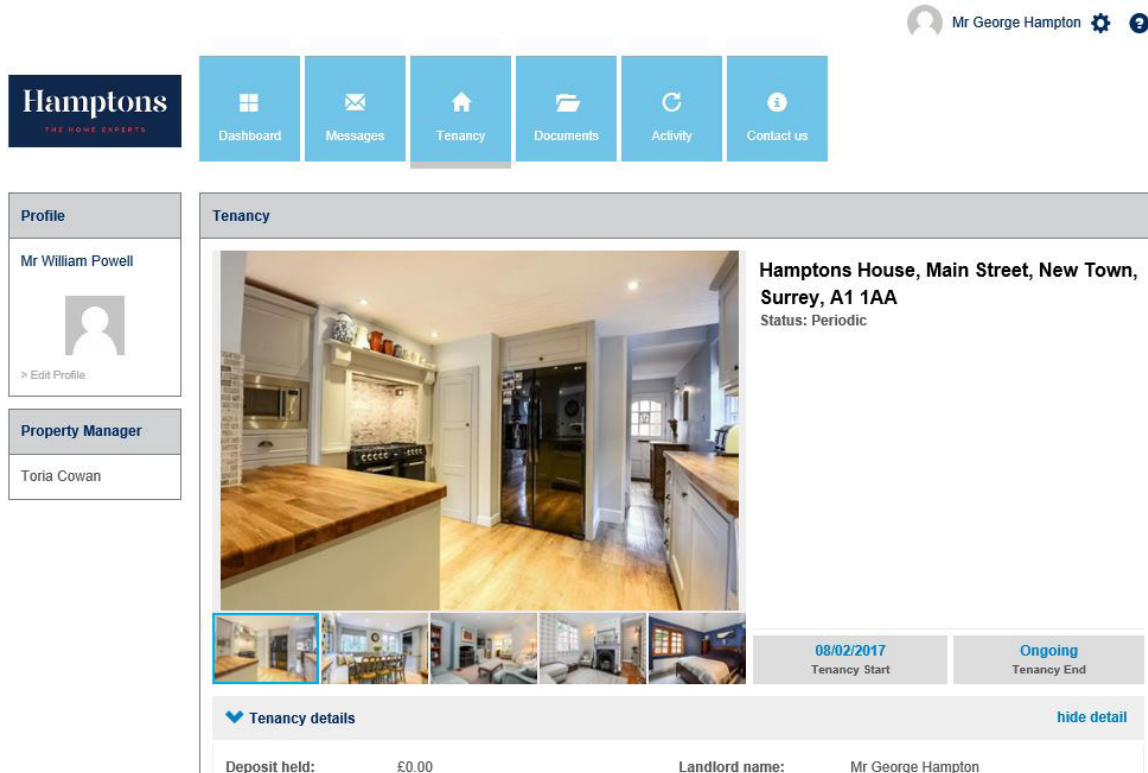 Mr George Hampton
Hamptons
THE HOME EXPERTS
Dashboard
Messages
Tenancy
Documents
Activity
Contact us
Profile
Mr William Powell
> Edit Profile
Property Manager
Toria Cowan
Tenancy
Hamptons House, Main Street, New Town,
Surrey, A1 1AA
Status: Periodic
08/02/2017
Tenancy Start
Ongoing
Tenancy End
Tenancy details
hide detail
Deposit held: £0.00
Landlord name: Mr George Hampton